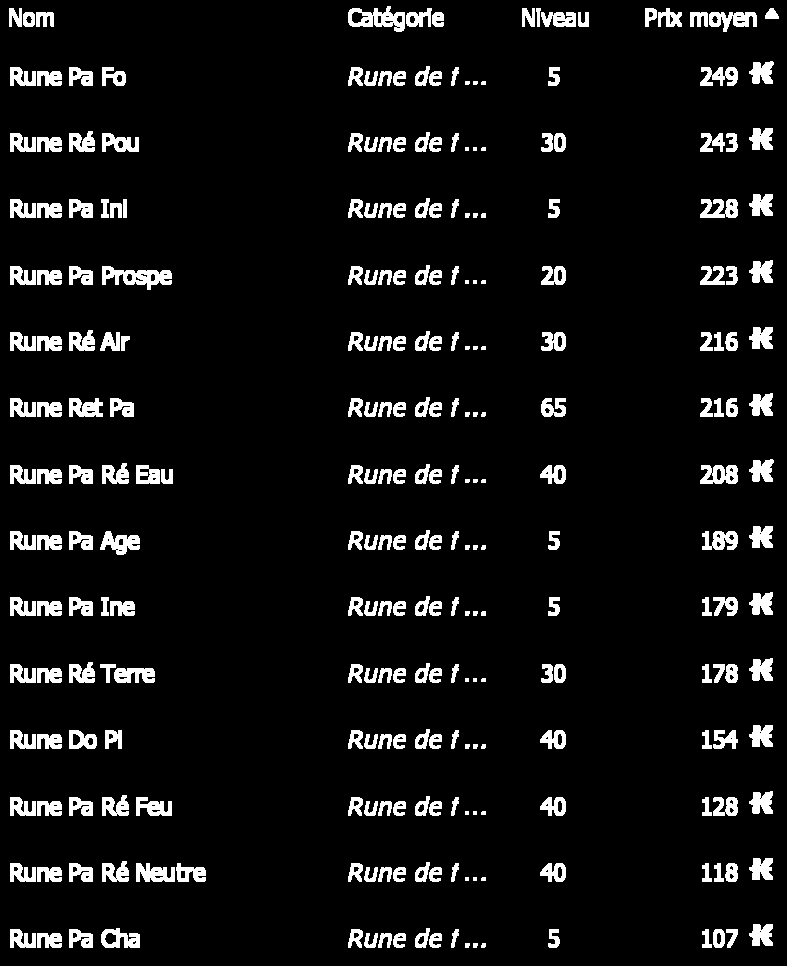 Nom Catégorie Niveau Prix moyen
Rune Pa Fo Rune de f ... 5 249
Rune Ré Pou Rune de f ... 30 243
Rune Pa Ini Rune de f ... 5 228
Rune Pa Prospe Rune de f ... 20 223
Rune Ré Air Rune de f ... 30 216
Rune Ret Pa Rune de f ... 65 216
Rune Pa Ré Eau Rune de f ... 40 208
Rune Pa Age Rune de f ... 5 189
Rune Pa Ine Rune de f ... 5 179
Rune Ré Terre Rune de f ... 30 178
Rune Do Pi Rune de f ... 40 154
Rune Pa Ré Feu Rune de f ... 40 128
Rune Pa Ré Neutre Rune de f ... 40 118
Rune Pa Cha Rune de f ... 5 107